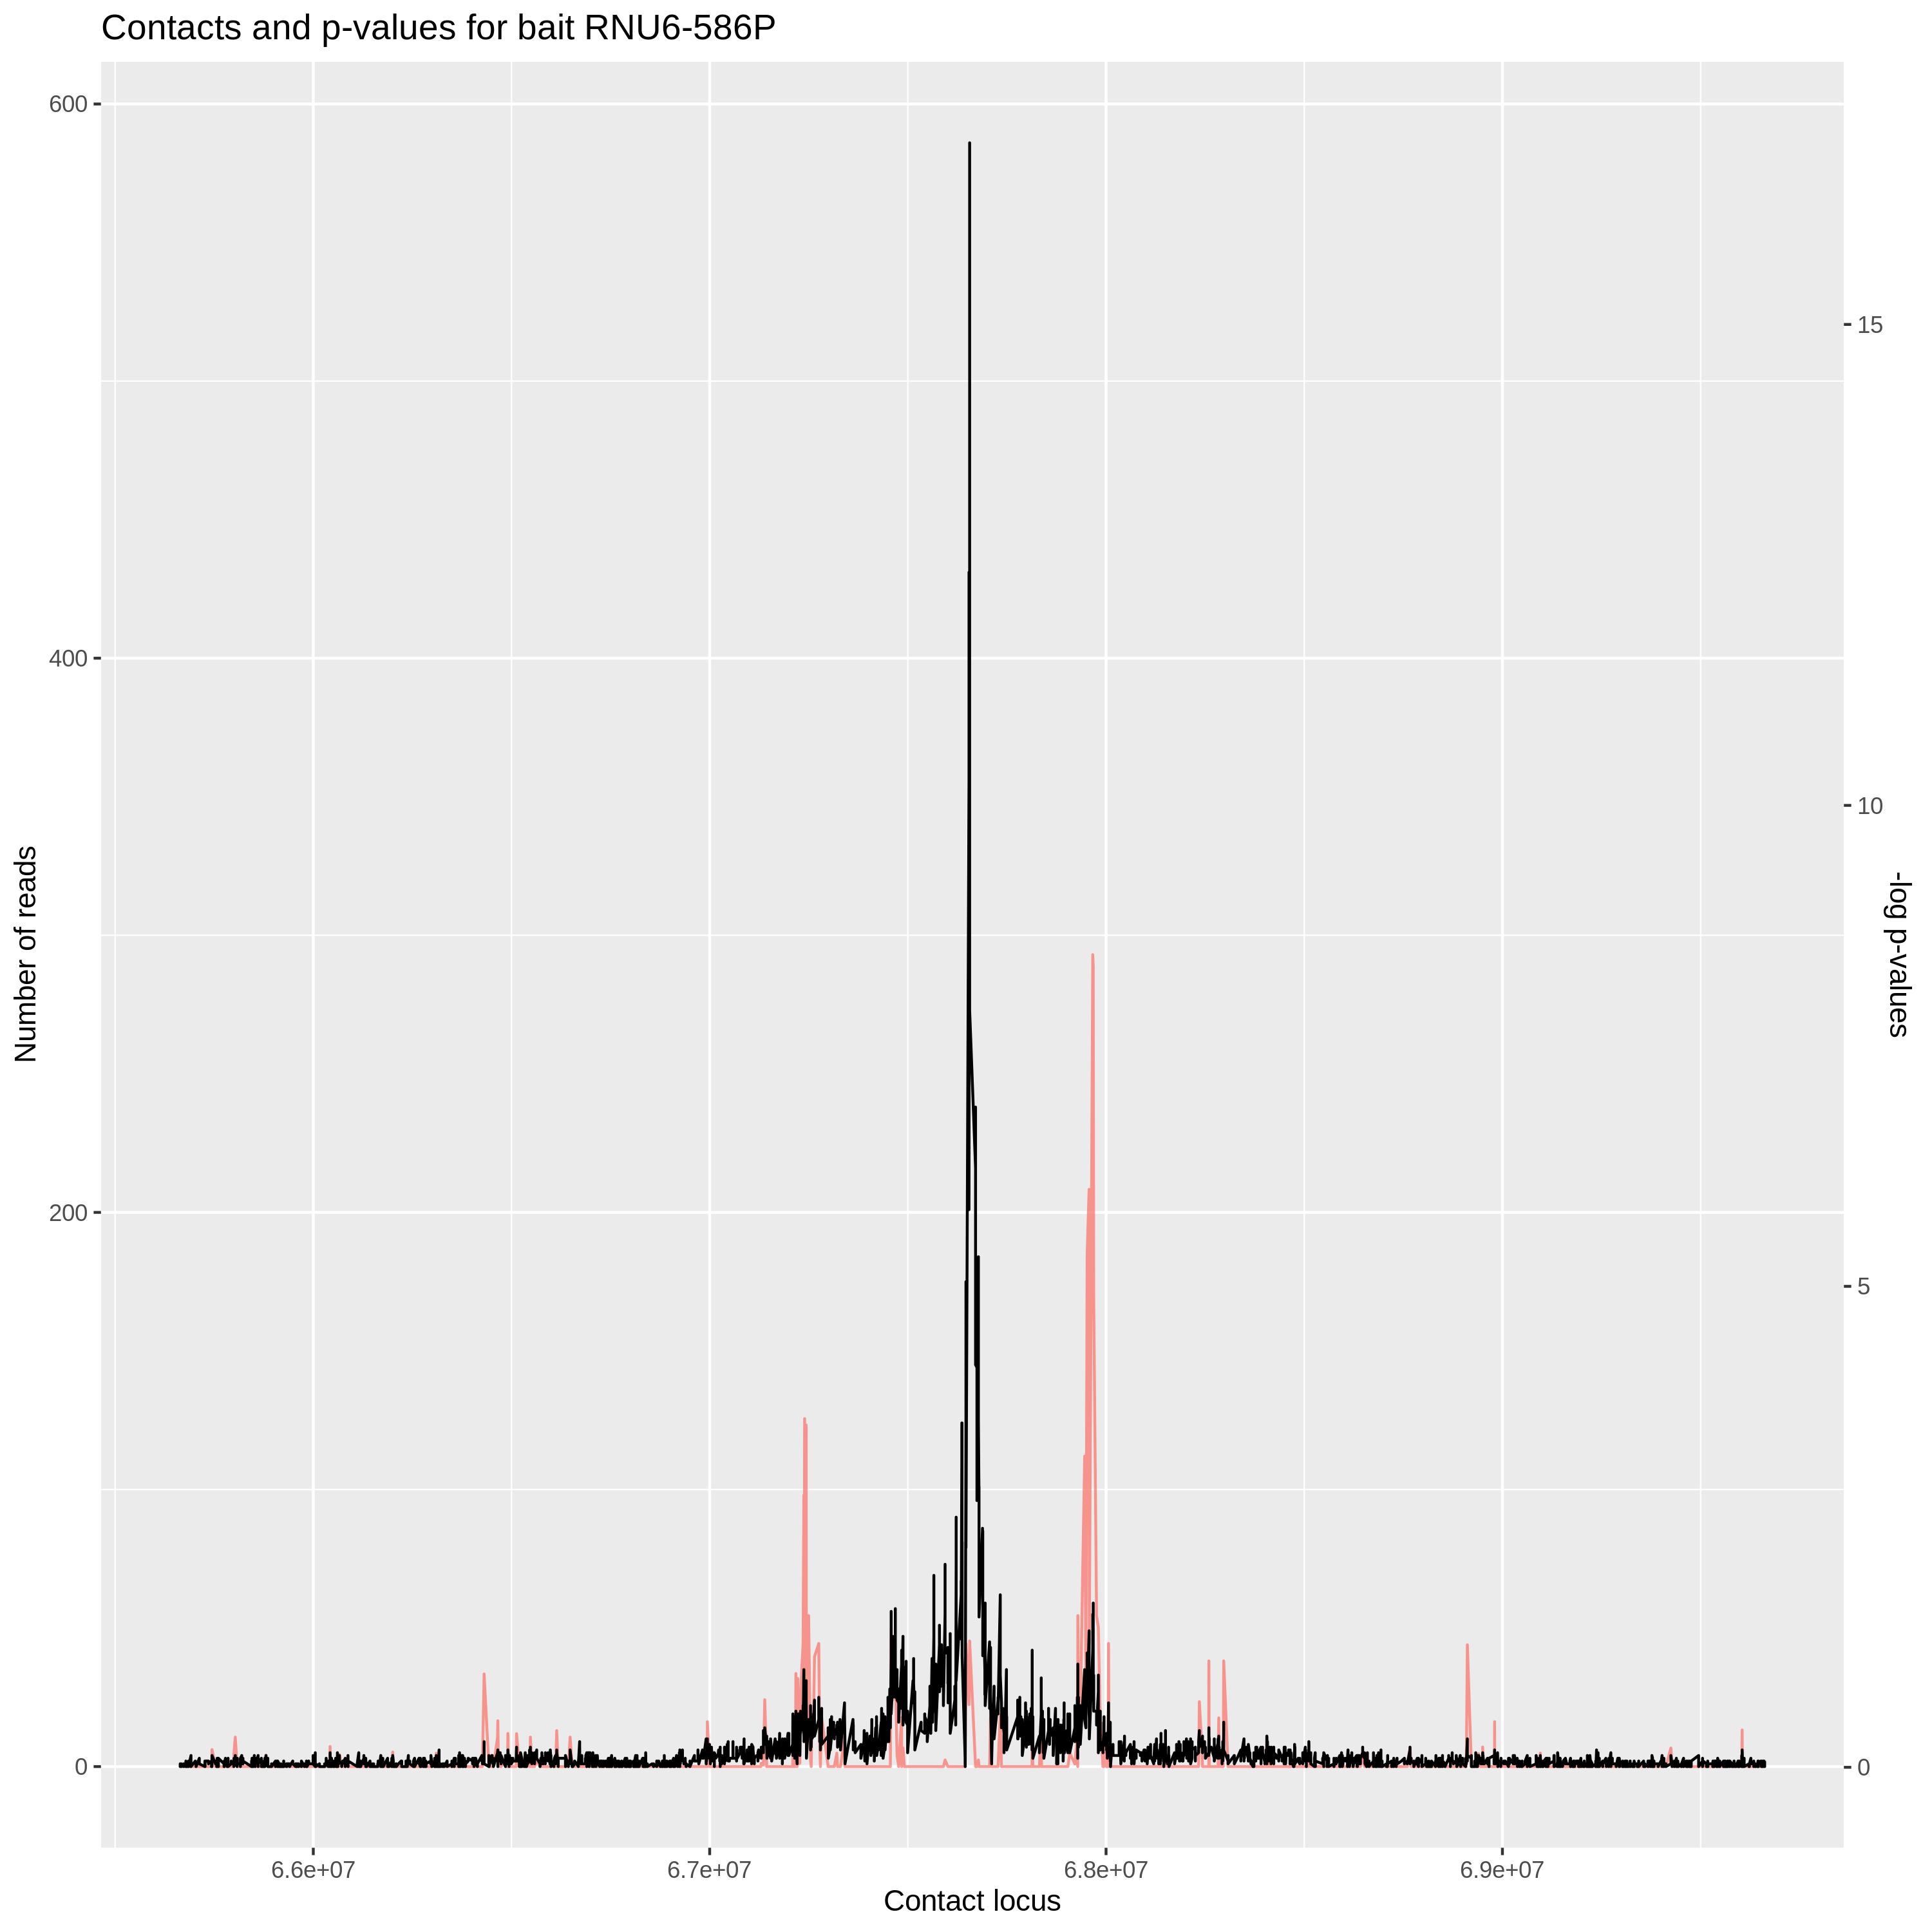 Contacts and p-values for bait RNU6-586P
600
400
200
0
Number of reads
15
10
5
0
-log p-values
6.6e+07
6.7e+07
6.8e+07
6.9e+07
Contact locus